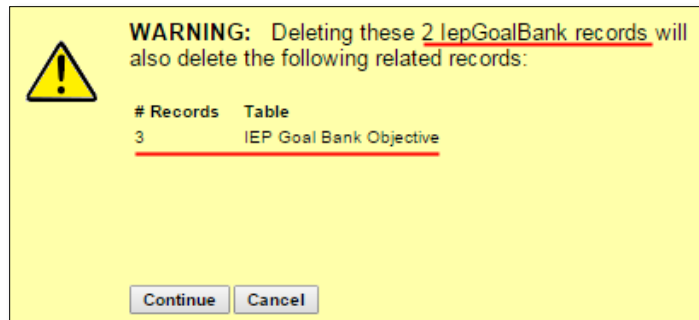 WARNING: Deleting these 2 IepGoalBank records will
also delete the following related records:
# Records Table
3 IEP Goal Bank Objective
Continue Cancel